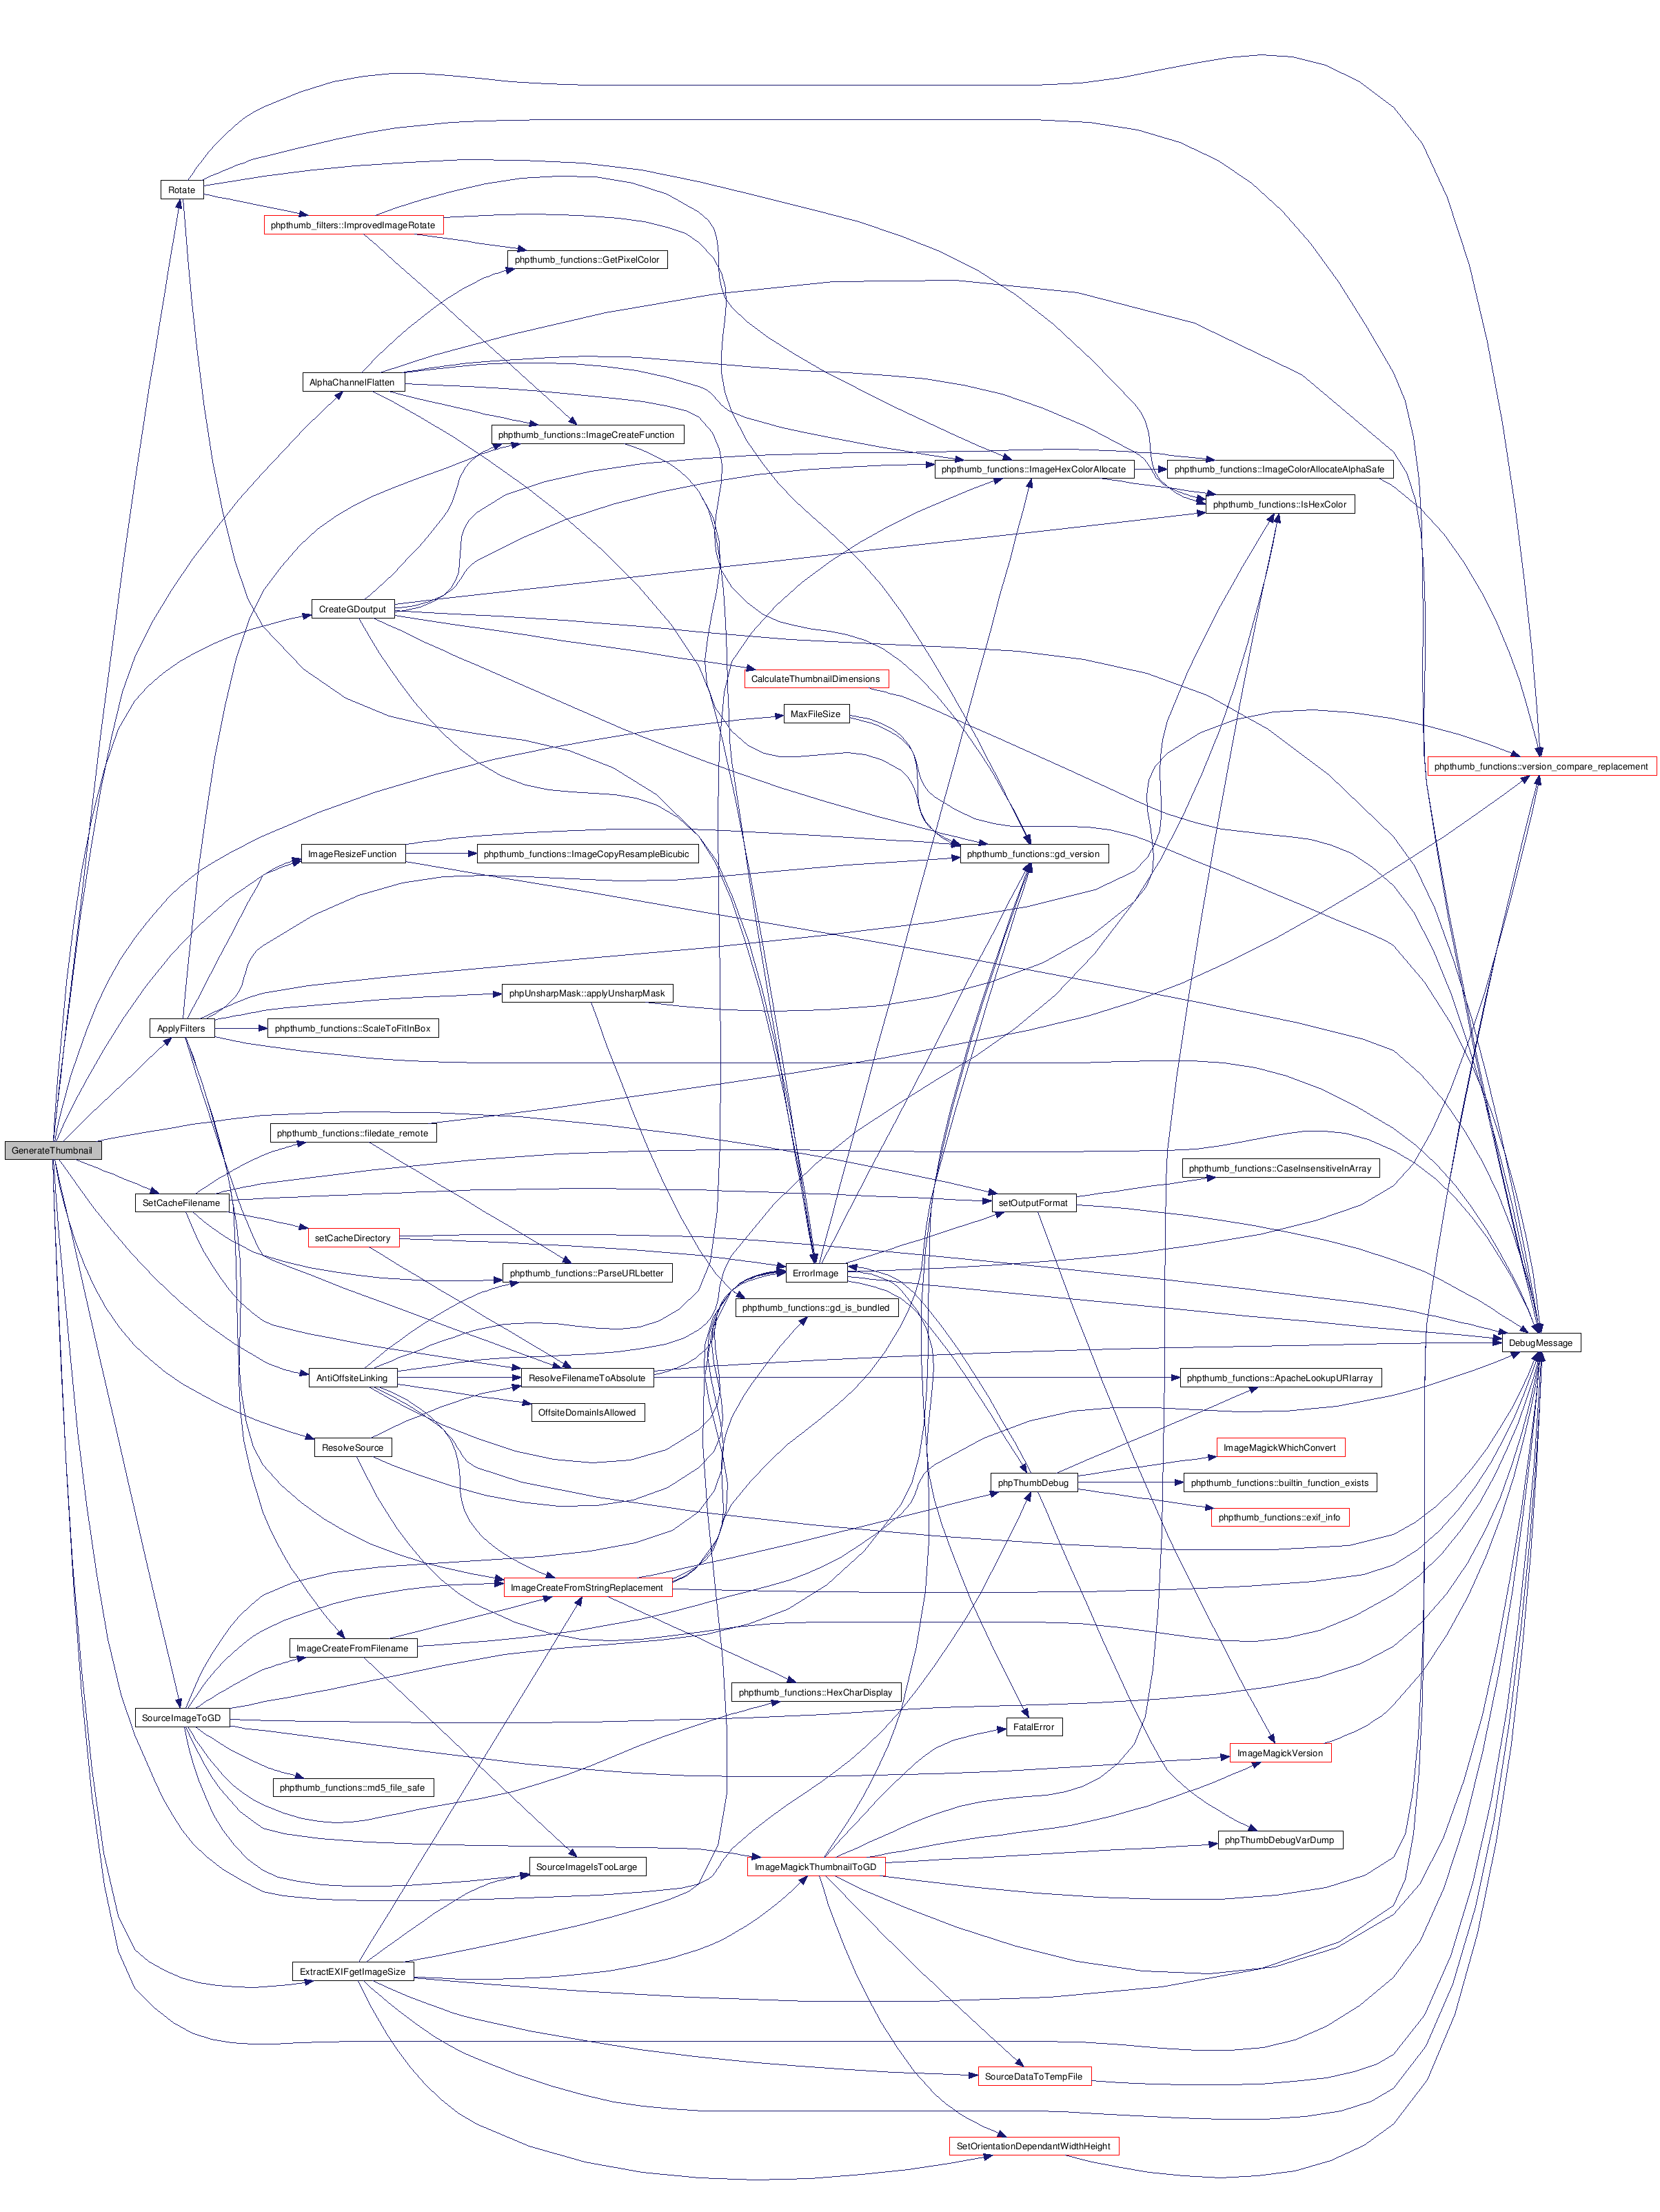 Rotate
phpthumb_filters::ImprovedImageRotate
phpthumb_functions::GetPixelColor
AlphaChannelFlatten
phpthumb_functions::ImageCreateFunction
phpthumb_functions::ImageHexColorAllocate
phpthumb_functions::ImageColorAllocateAlphaSafe
phpthumb_functions::IsHexColor
CreateGDoutput
CalculateThumbnailDimensions
MaxFileSize
phpthumb_functions::version_compare_replacement
ImageResizeFunction
phpthumb_functions::ImageCopyResampleBicubic
phpthumb_functions::gd_version
phpUnsharpMask::applyUnsharpMask
ApplyFilters
phpthumb_functions::ScaleToFitInBox
phpthumb_functions::filedate_remote
GenerateThumbnail
phpthumb_functions::CaseInsensitiveInArray
SetCacheFilename
setOutputFormat
setCacheDirectory
phpthumb_functions::ParseURLbetter
ErrorImage
phpthumb_functions::gd_is_bundled
DebugMessage
AntiOffsiteLinking
ResolveFilenameToAbsolute
phpthumb_functions::ApacheLookupURIarray
OffsiteDomainIsAllowed
ResolveSource
ImageMagickWhichConvert
phpThumbDebug
phpthumb_functions::builtin_function_exists
phpthumb_functions::exif_info
ImageCreateFromStringReplacement
ImageCreateFromFilename
phpthumb_functions::HexCharDisplay
SourceImageToGD
FatalError
ImageMagickVersion
phpthumb_functions::md5_file_safe
phpThumbDebugVarDump
SourceImageIsTooLarge
ImageMagickThumbnailToGD
ExtractEXIFgetImageSize
SourceDataToTempFile
SetOrientationDependantWidthHeight